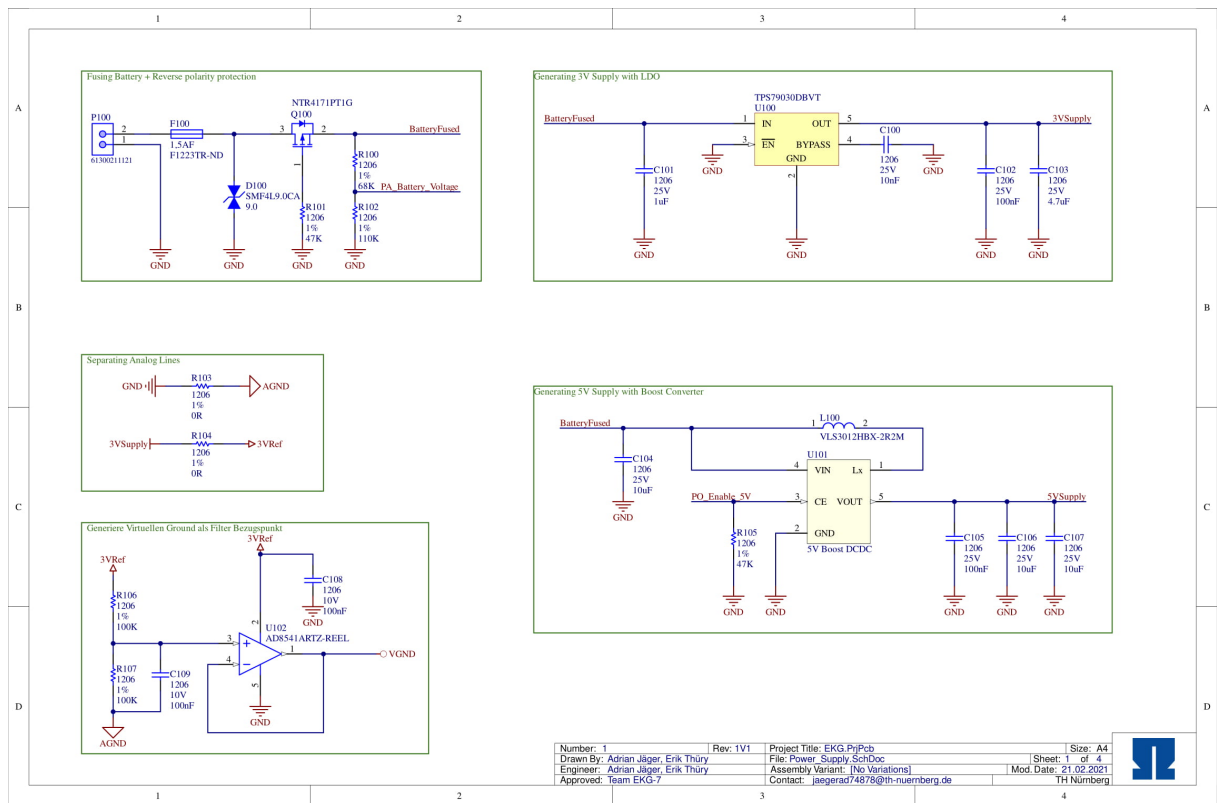 1 2 3 4
A
B
C
D
A
B
C
D
Fusing Battery + Reverse polarity protection
NTR4171PT1G
Q100
P100
2
1
61300211121
F100
1,5AF
F1223TR-ND
3
2
1
BatteryFused
D100
SMF4L9.0CA
9.0
R100
1206
1%
68K
PA_Battery_Voltage
R101
1206
1%
47K
R102
1206
1%
110K
GND
GND
GND
GND
Generating 3V Supply with LDO
TPS79030DBVT
U100
BatteryFused
1
IN
OUT
5
3VSupply
3
EN
BYPASS
4
GND
2
C100
1206
25V
10nF
GND
GND
C101
1206
25V
1uF
C102
1206
25V
100nF
C103
1206
25V
4.7uF
GND
GND
GND
GND
Separating Analog Lines
GND
R103
1206
1%
0R
AGND
3VSupply
R104
1206
1%
0R
3VRef
Generating 5V Supply with Boost Converter
BatteryFused
L100
1
2
VLS3012HBX-2R2M
C104
1206
25V
10uF
GND
U101
4
VIN
Lx
1
PO_Enable_5V
3
CE
VOUT
5
5VSupply
2
GND
5V Boost DCDC
R105
1206
1%
47K
GND
GND
C105
1206
25V
100nF
C106
1206
25V
10uF
C107
1206
25V
10uF
GND
GND
GND
Generiere Virtuellen Ground als Filter Bezugspunkt
3VRef
3VRef
C108
1206
10V
100nF
GND
R106
1206
1%
100K
U102
AD8541ARTZ-REEL
2
3
4
1
5
VGND
R107
1206
1%
100K
C109
1206
10V
100nF
GND
AGND
Number: 1 Rev: 1V1 Project Title: EKG.PrjPcb Size: A4
Drawn By: Adrian Jäger, Erik Thüry File: Power_Supply.SchDoc Sheet: 1 of 4
Engineer: Adrian Jäger, Erik Thüry Assembly Variant: [No Variations] Mod. Date: 21.02.2021
Approved: Team EKG-7 Contact: jaegerad74878@th-nuernberg.de TH Nürnberg
1 2 3 4